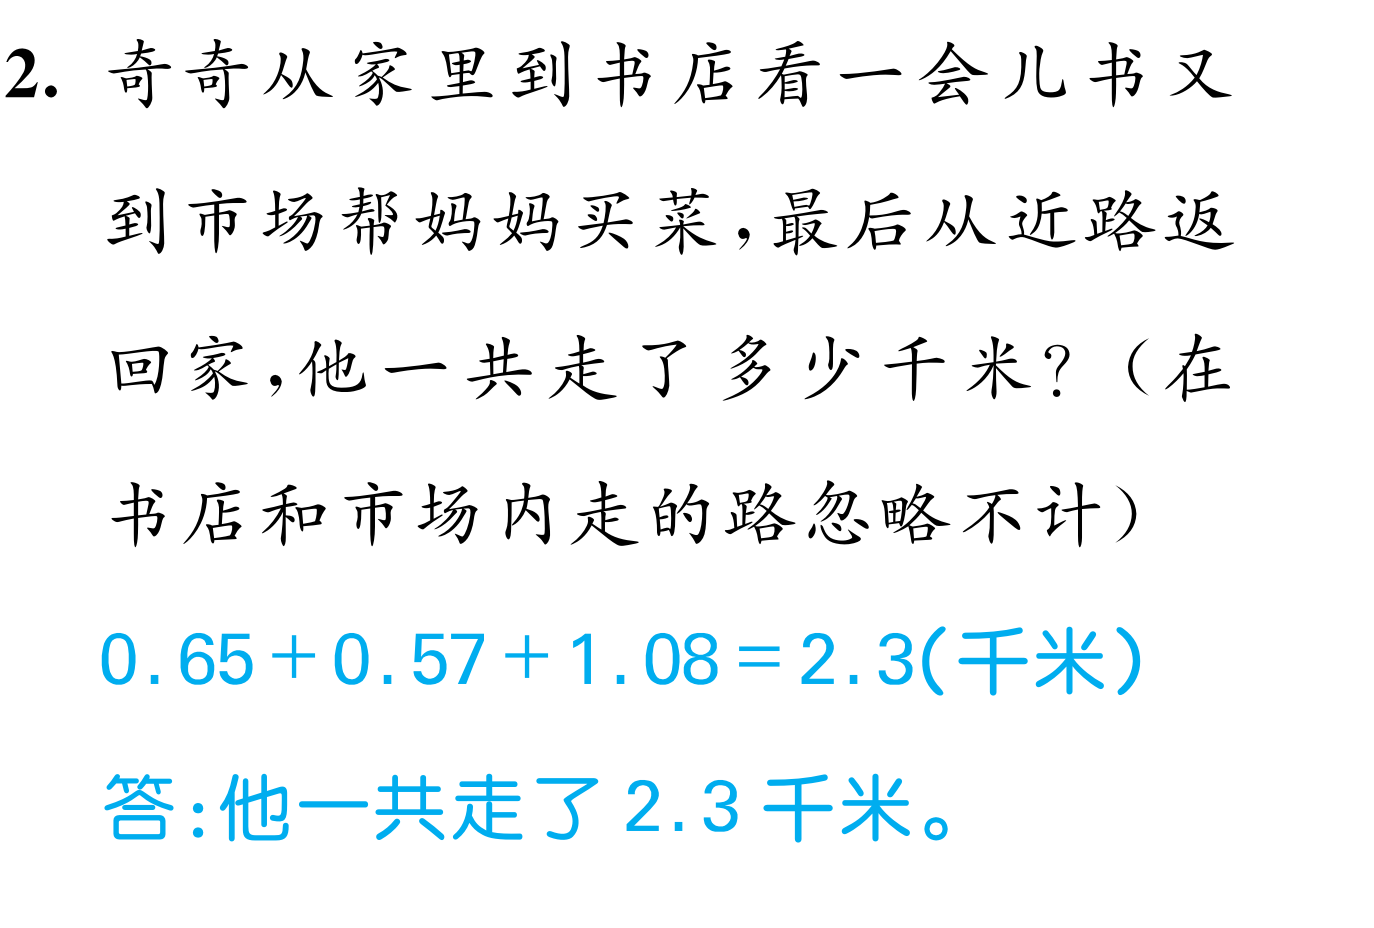 2. 奇奇从家里到书店看一会儿书又
到市场帮妈妈买菜,最后从近路返
回家,他一共走了多少千米?(在
书店和市场内走的路忽略不计)
0.65+0.57+1.08=2.3(千米)
答:他一共走了2.3千米。